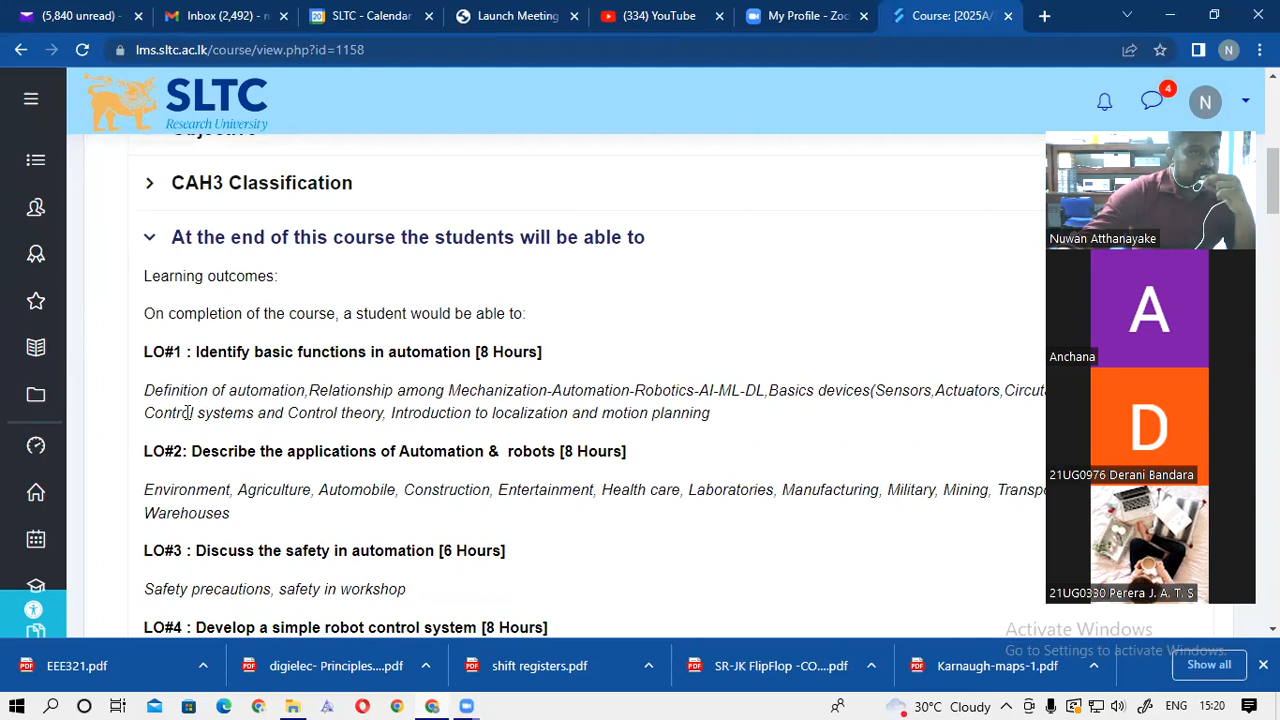 (5,840 unread)
Inbox (2,492) - n
20
SLTC - Calendar
Launch Meeting
(334) YouTube
My Profile - Zoo
Course: [2025A/
lms.sltc.ac.lk/course/view.php?id=1158
N
SLTC
Research University
4
N
Objective
CAH3 Classification
At the end of this course the students will be able to
Learning outcomes:
On completion of the course, a student would be able to:
LO#1 : Identify basic functions in automation [8 Hours]
Definition of automation,Relationship among Mechanization-Automation-Robotics-AI-ML-DL,Basics devices(Sensors,Actuators,Circuta
Control systems and Control theory, Introduction to localization and motion planning
LO#2: Describe the applications of Automation & robots [8 Hours]
Environment, Agriculture, Automobile, Construction, Entertainment, Health care, Laboratories, Manufacturing, Military, Mining, Transpo
Warehouses
LO#3 : Discuss the safety in automation [6 Hours]
Safety precautions, safety in workshop
LO#4 : Develop a simple robot control system [8 Hours]
Nuwan Atthanayake
A
Anchana
D
21UG0976 Derani Bandara
21UG0330 Perera J. A. T. S
Activate Windows
Go to Settings to activate Windows.
EEE321.pdf
digielec- Principles....pdf
shift registers.pdf
SR-JK FlipFlop -CO....pdf
Karnaugh-maps-1.pdf
Show all
30°C Cloudy
ENG
15:20